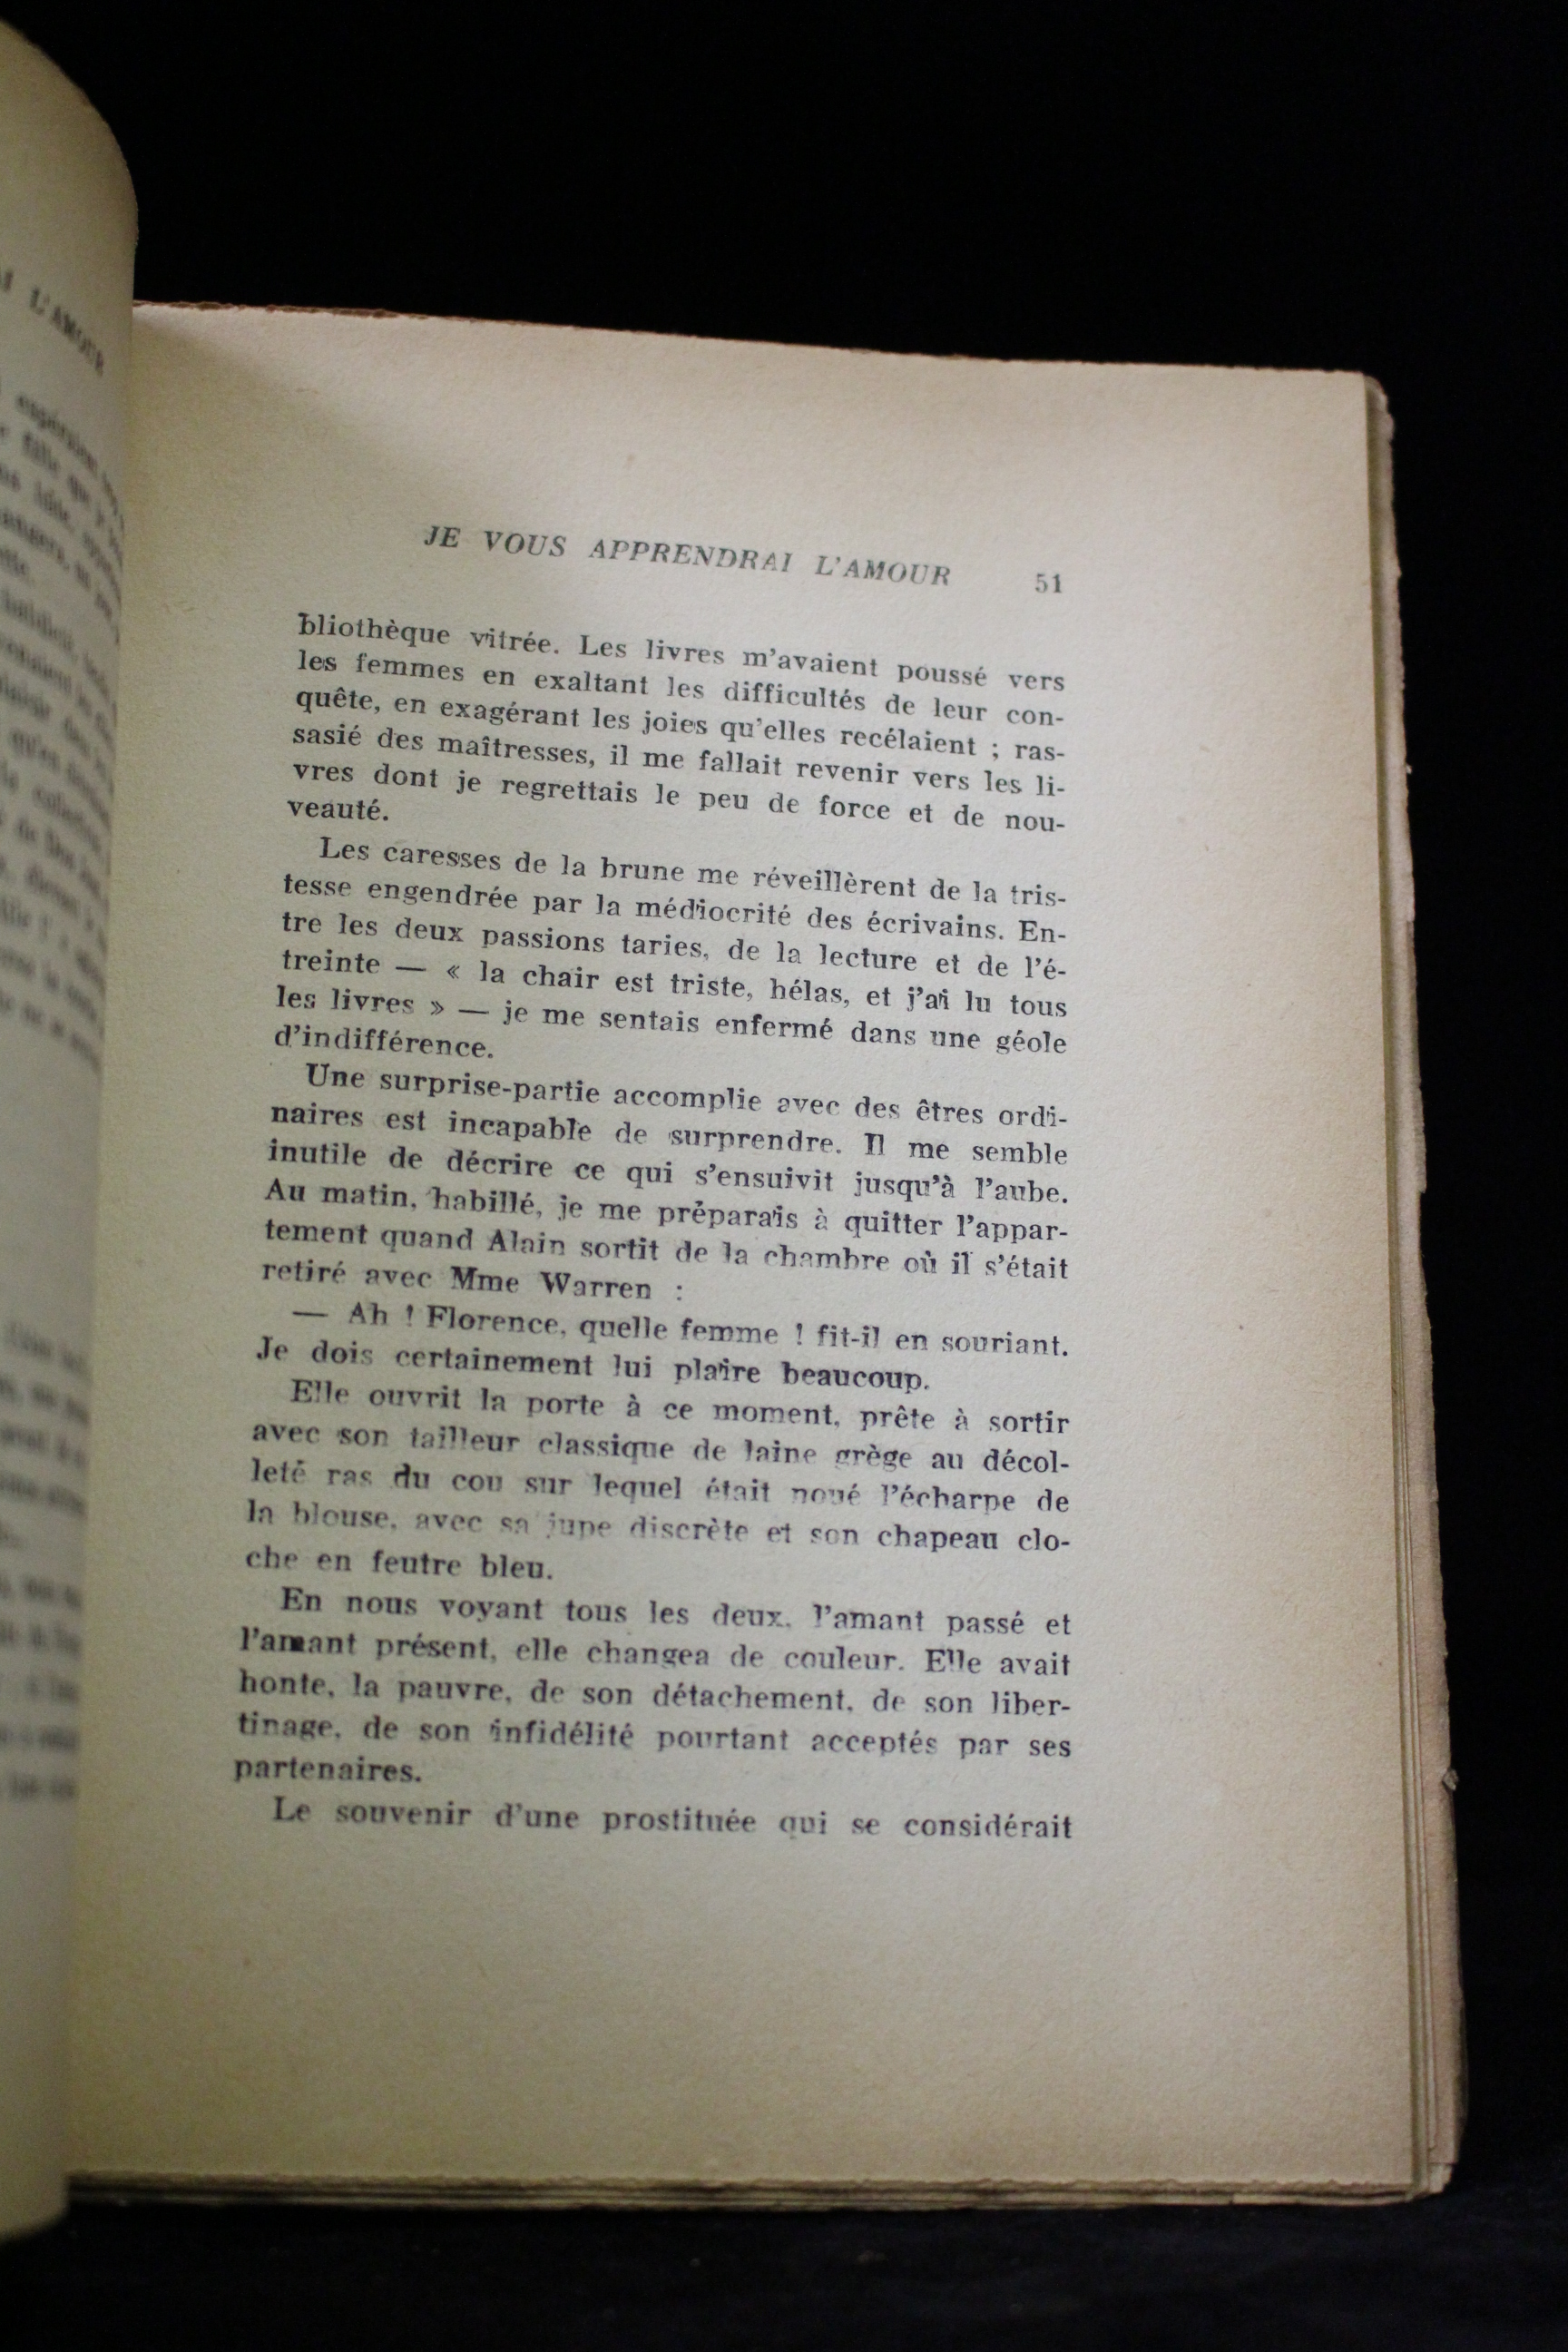 L'AMOUR
JE VOUS APPRENDRAI L'AMOUR 51
bliothèque vitrée. Les livres m'avaient poussé vers
les femmes en exaltant les difficultés de leur con-
quête, en exagérant les joies qu'elles recélaient ; ras-
sasié des maîtresses, il me fallait revenir vers les li-
vres dont je regrettais le peu de force et de nou-
veauté.
Les caresses de la brune me réveillèrent de la tris-
tesse engendrée par la médiocrité des écrivains. En-
tre les deux passions taries, de la lecture et de l'é-
treinte — « la chair est triste, hélas, et j'ai lu tous
les livres » — je me sentais enfermé dans une géole
d'indifférence.
Une surprise-partie accomplie avec des êtres ordi-
naires est incapable de surprendre. Il me semble
inutile de décrire ce qui s'ensuivit jusqu'à l'aube.
Au matin, habillé, je me préparais à quitter l'appar-
tement quand Alain sortit de la chambre où il s'était
retiré avec Mme Warren :
— Ah ! Florence, quelle femme ! fit-il en souriant.
Je dois certainement lui plaire beaucoup.
Elle ouvrit la porte à ce moment, prête à sortir
avec son tailleur classique de laine grège au décol-
leté ras du cou sur lequel était noué l'écharpe de
la blouse, avec sa jupe discrète et son chapeau clo-
che en feutre bleu.
En nous voyant tous les deux, l'amant passé et
l'amant présent, elle changea de couleur. Elle avait
honte, la pauvre, de son détachement, de son liber-
tinage, de son infidélité pourtant acceptés par ses
partenaires.
Le souvenir d'une prostituée qui se considérait